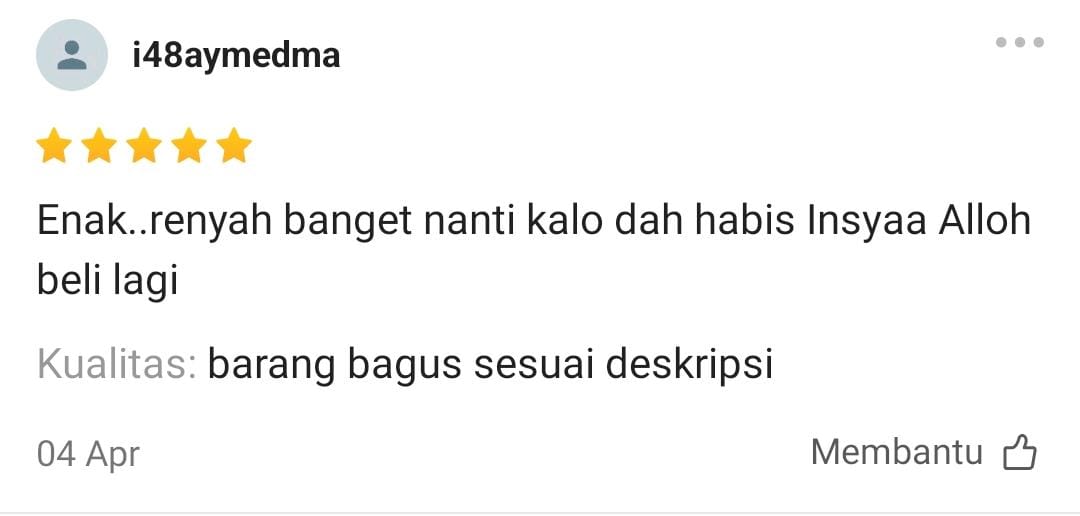 i48aymedma
Enak..renyah banget nanti kalo dah habis Insyaa Alloh
beli lagi
Kualitas: barang bagus sesuai deskripsi
04 Apr
Membantu